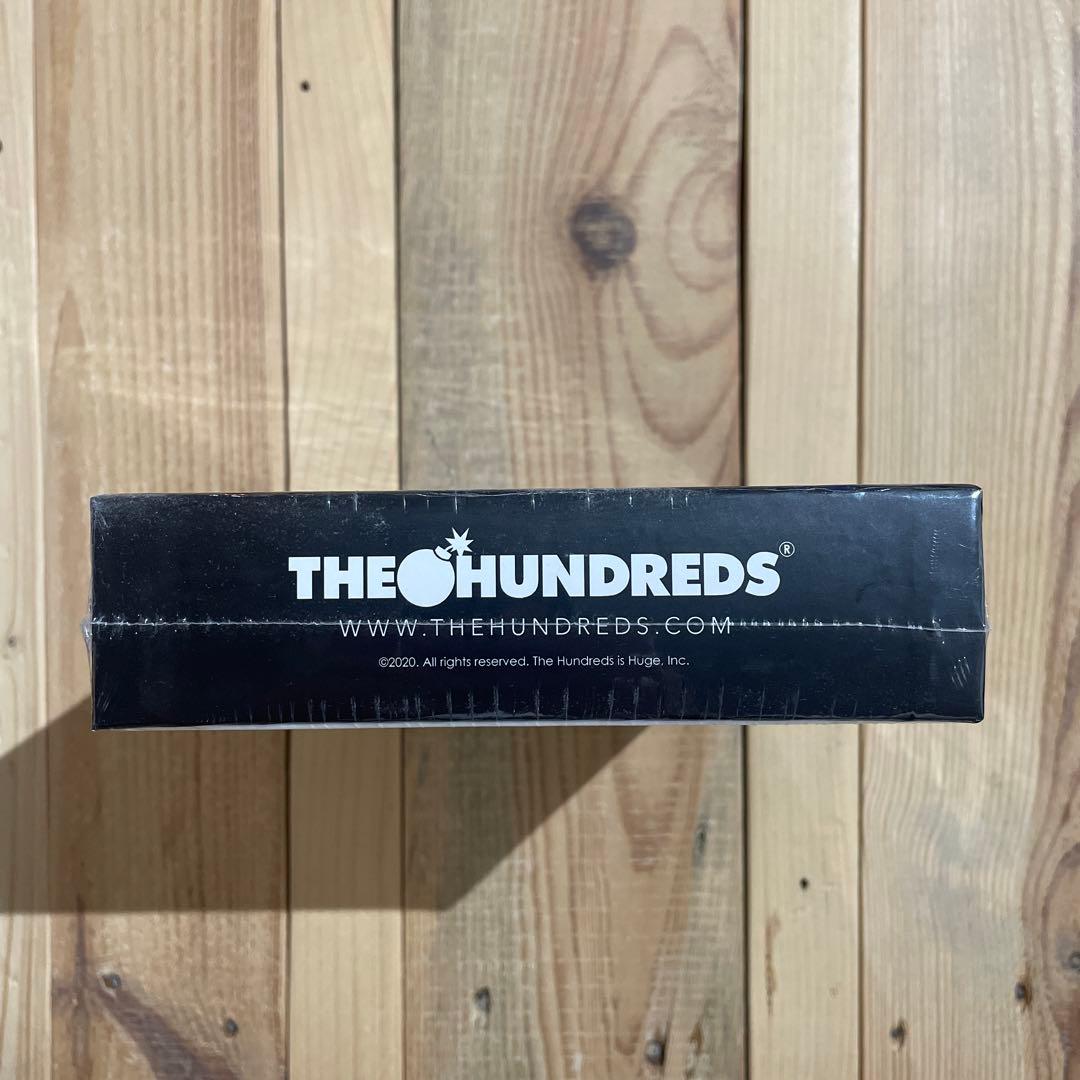 THE HUNDREDS®
WWW.THEHUNDREDS.COM
©2020. All rights reserved. The Hundreds is Huge, Inc.